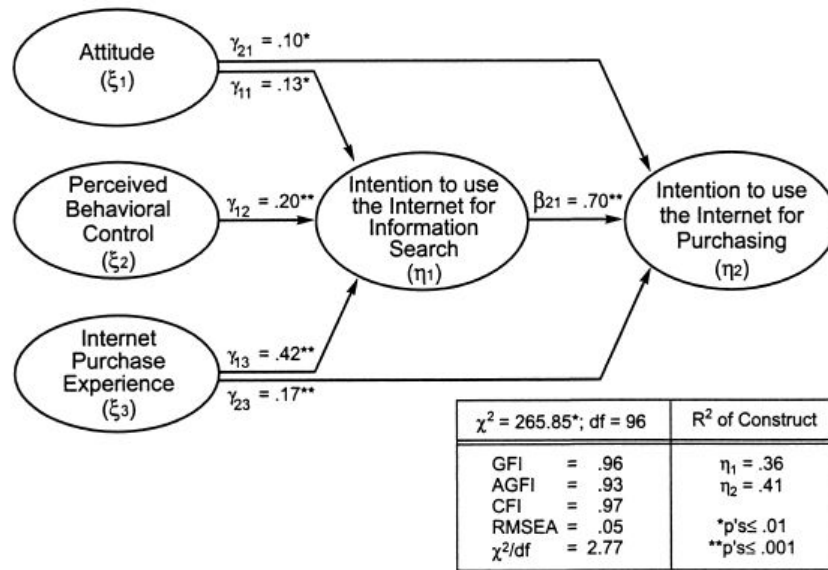 Attitude
(ξ1)
γ21 = .10*
γ11 = .13*
Perceived
Behavioral
Control
(ξ2)
γ12 = .20**
Intention to use
the Internet for
Information
Search
(η1)
β21 = .70**
Intention to use
the Internet for
Purchasing
(η2)
Internet
Purchase
Experience
(ξ3)
γ13 = .42**
γ23 = .17**
χ2 = 265.85*; df = 96
R2 of Construct
GFI = .96
AGFI = .93
CFI = .97
RMSEA = .05
χ2/df = 2.77
η1 = .36
η2 = .41
*p's≤ .01
**p's≤ .001